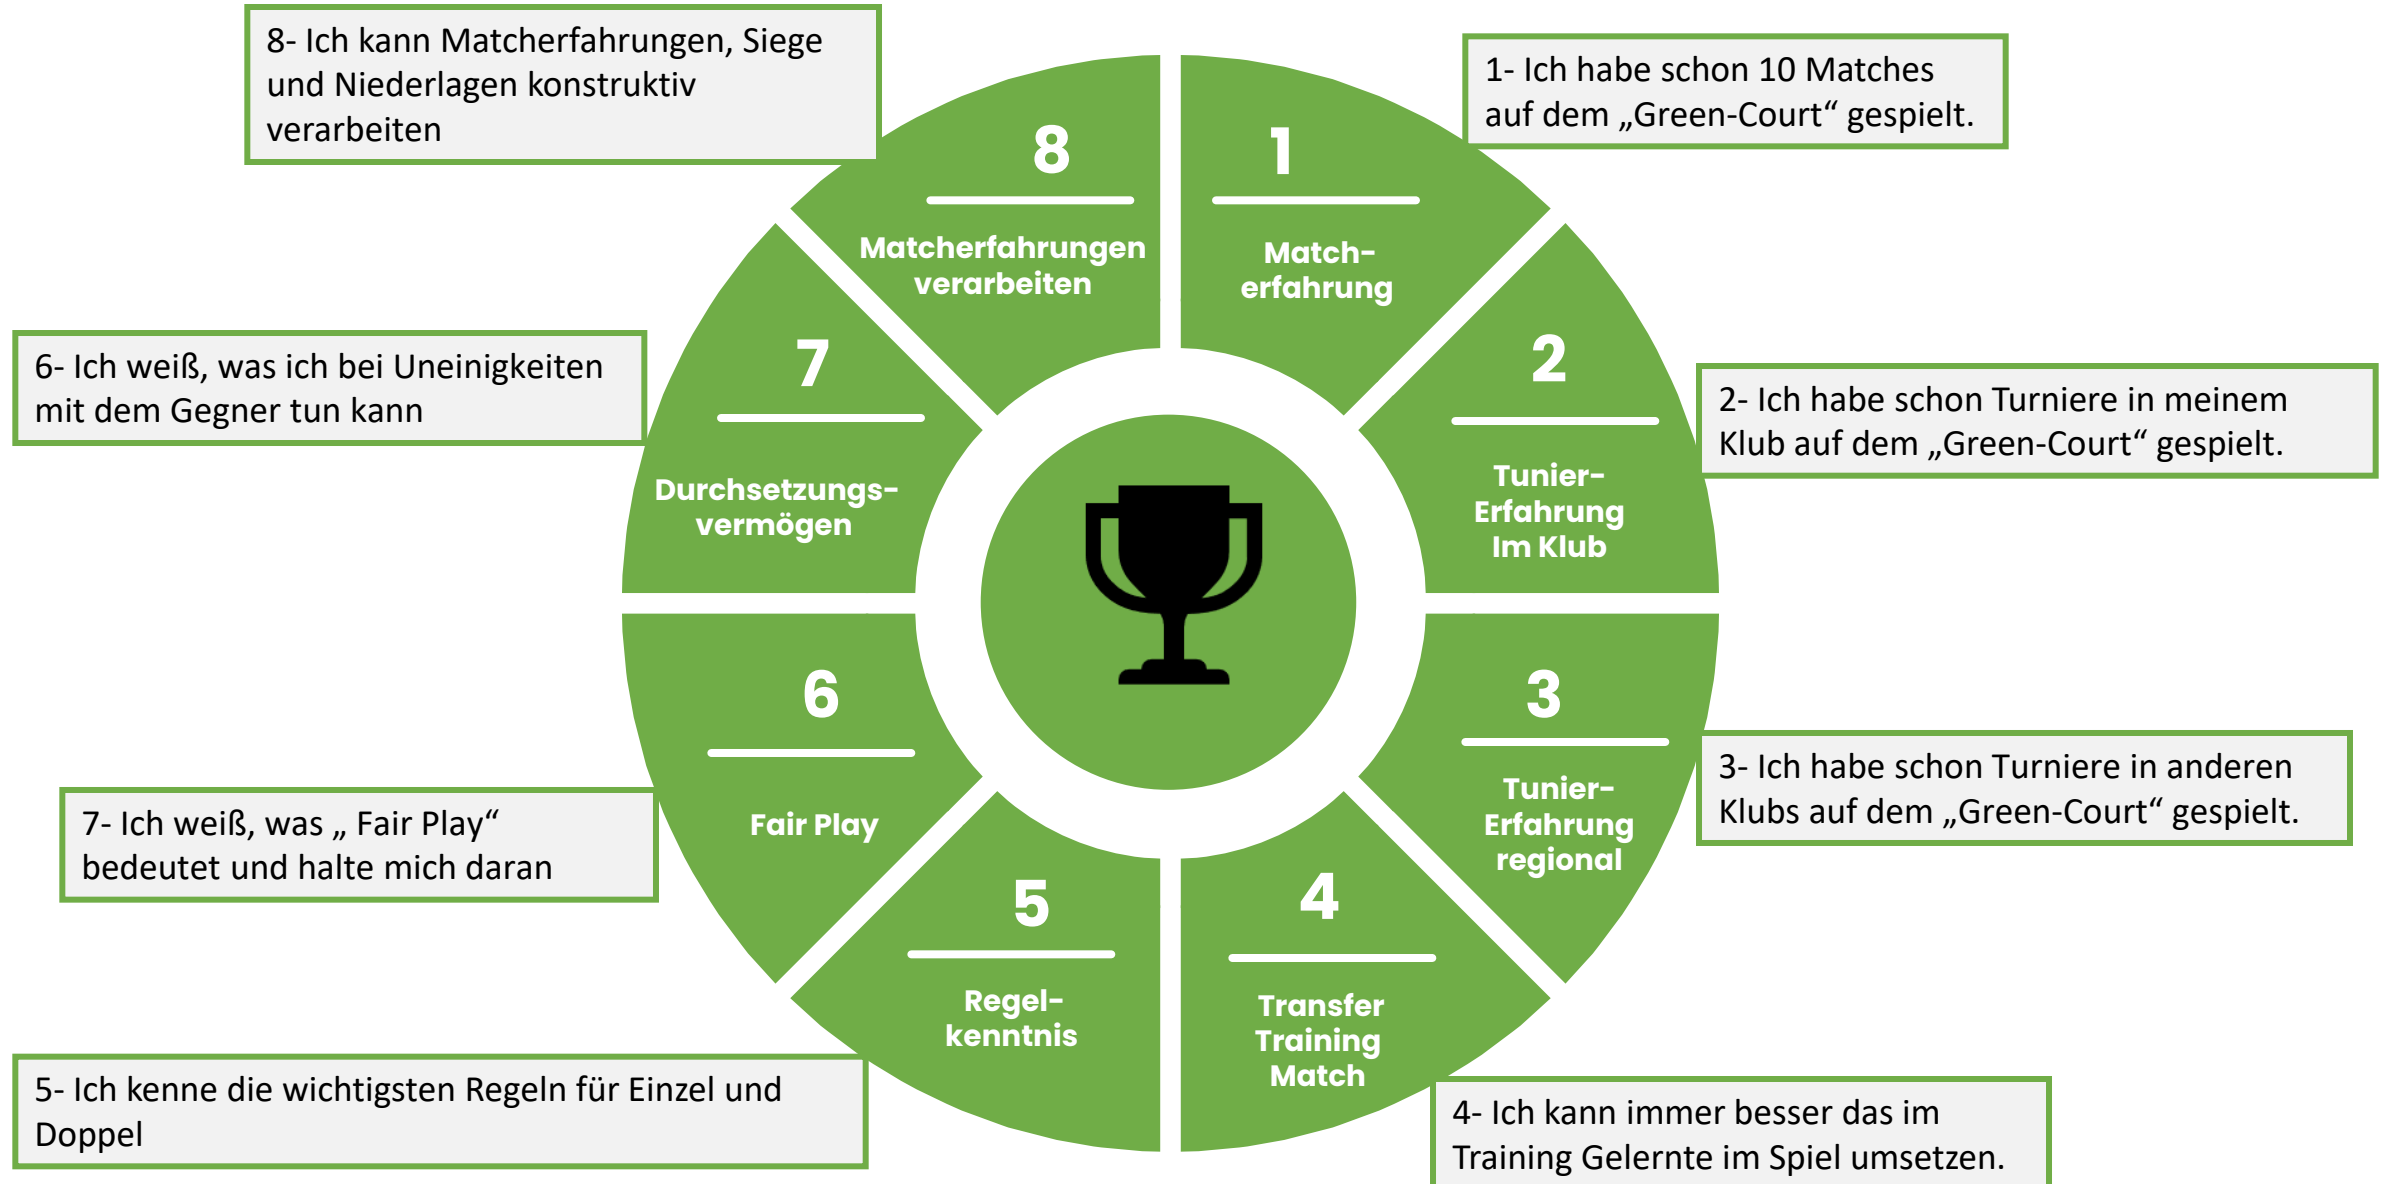 8- Ich kann Matcherfahrungen, Siege
und Niederlagen konstruktiv
verarbeiten
1- Ich habe schon 10 Matches
auf dem „Green-Court“ gespielt.
8
Matcherfahrungen
verarbeiten
1
Match-
erfahrung
6- Ich weiß, was ich bei Uneinigkeiten
mit dem Gegner tun kann
7
Durchsetzungs-
vermögen
2
Tunier-
Erfahrung
Im Klub
2- Ich habe schon Turniere in meinem
Klub auf dem „Green-Court“ gespielt.
6
Fair Play
3
Tunier-
Erfahrung
regional
3- Ich habe schon Turniere in anderen
Klubs auf dem „Green-Court“ gespielt.
7- Ich weiß, was „ Fair Play“
bedeutet und halte mich daran
5
Regel-
kenntnis
4
Transfer
Training
Match
5- Ich kenne die wichtigsten Regeln für Einzel und
Doppel
4- Ich kann immer besser das im
Training Gelernte im Spiel umsetzen.